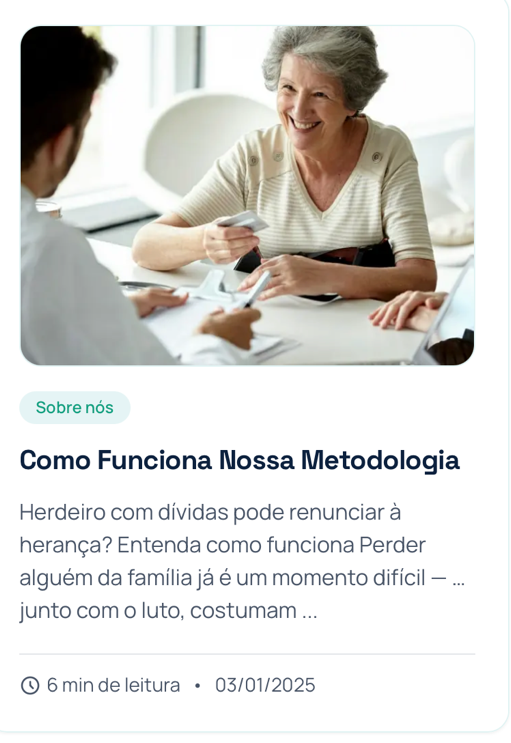 Sobre nós
Como Funciona Nossa Metodologia
Herdeiro com dívidas pode renunciar à
herança? Entenda como funciona Perder
alguém da família já é um momento difícil — ...
junto com o luto, costumam ...
6 min de leitura • 03/01/2025